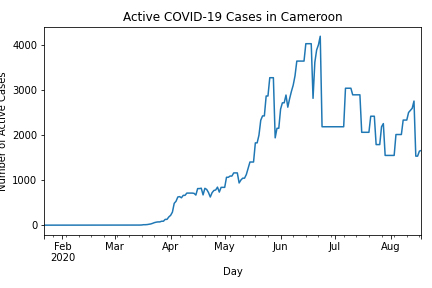 Active COVID-19 Cases in Cameroon
Number of Active Cases
4000
3000
2000
1000
0
Feb
2020
Mar
Apr
May
Jun
Jul
Aug
Day